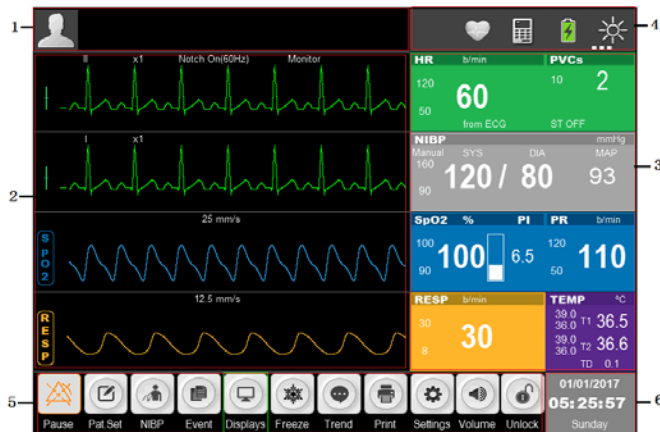 1
4
II x1 Notch On(60Hz) Monitor
HR b/min PVCs
120 10 2
60
50
from ECG ST OFF
I x1
NIBP mmHg
Manual SYS DIA MAP
160
120 / 80 93
90
3
2
25 mm/s
SpO2 % PI PR b/min
SpO2
100 120
100 6.5 110
90 50
12.5 mm/s
RESP b/min TEMP °C
RESP
30 39.0 T1 36.5
36.0
30
39.0 T2 36.6
8 36.0
TD 0.1
5
01/01/2017
05:25:57
6
Pause Pat.Set NIBP Event Displays Freeze Trend Print Settings Volume Unlock Sunday